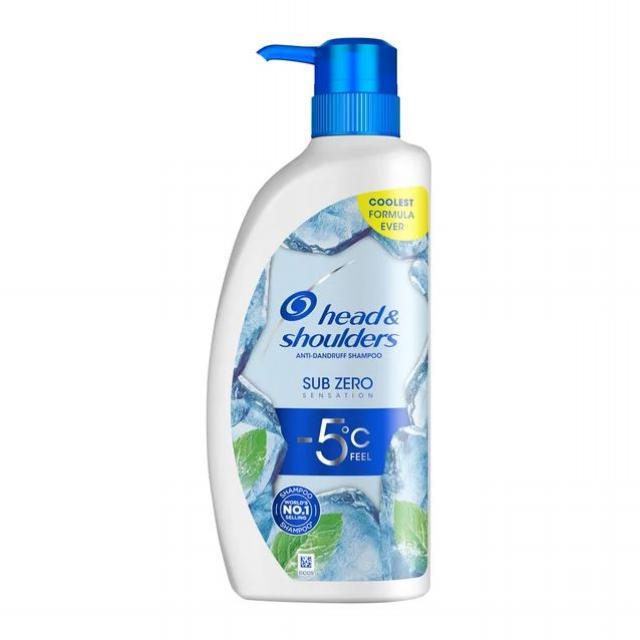 COOLEST
FORMULA
EVER
head &
shoulders
ANTI-DANDRUFF SHAMPOO
SUB ZERO
SENSATION
-5°C
FEEL
SHAMPOO
WORLD'S
NO.1
SELLING
SHAMPOO*